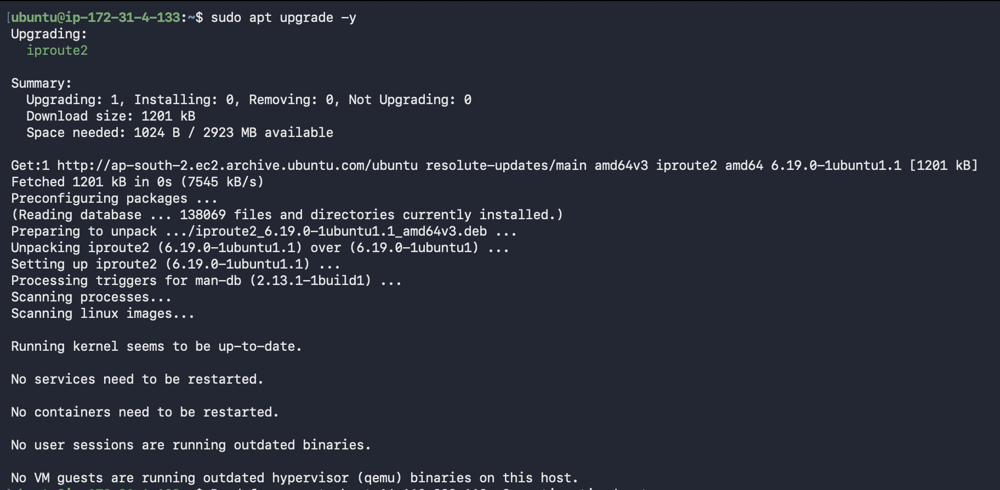 [ubuntu@ip-172-31-4-133:~$ sudo apt upgrade -y
Upgrading:
  iproute2

Summary:
  Upgrading: 1, Installing: 0, Removing: 0, Not Upgrading: 0
  Download size: 1201 kB
  Space needed: 1024 B / 2923 MB available

Get:1 http://ap-south-2.ec2.archive.ubuntu.com/ubuntu resolute-updates/main amd64v3 iproute2 amd64 6.19.0-1ubuntu1.1 [1201 kB]
Fetched 1201 kB in 0s (7545 kB/s)
Preconfiguring packages ...
(Reading database ... 138069 files and directories currently installed.)
Preparing to unpack .../iproute2_6.19.0-1ubuntu1.1_amd64v3.deb ...
Unpacking iproute2 (6.19.0-1ubuntu1.1) over (6.19.0-1ubuntu1) ...
Setting up iproute2 (6.19.0-1ubuntu1.1) ...
Processing triggers for man-db (2.13.1-1build1) ...
Scanning processes...
Scanning linux images...

Running kernel seems to be up-to-date.

No services need to be restarted.

No containers need to be restarted.

No user sessions are running outdated binaries.

No VM guests are running outdated hypervisor (qemu) binaries on this host.